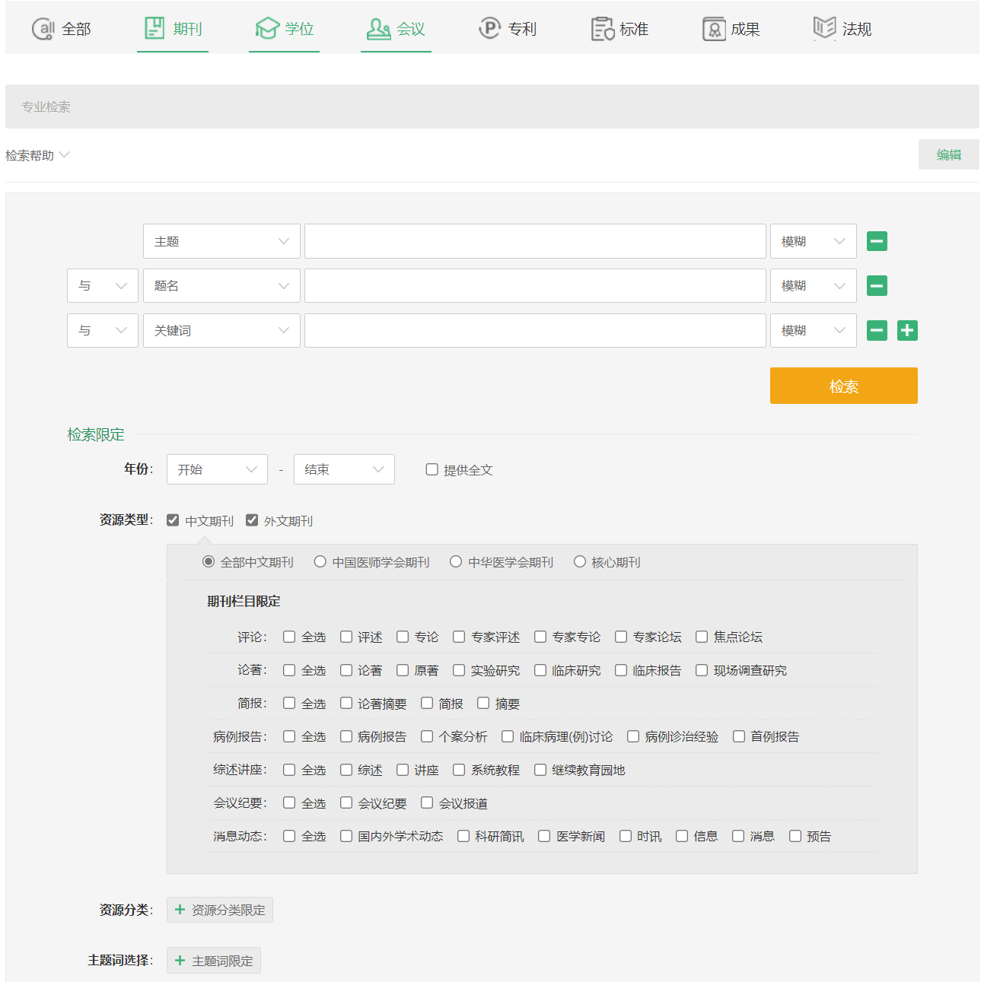 全部 期刊 学位 会议 专利 标准 成果 法规
专业检索
检索帮助 编辑
主题 模糊
与 题名 模糊
与 关键词 模糊
检索
检索限定
年份： 开始 - 结束 提供全文
资源类型： 中文期刊 外文期刊
全部中文期刊 中国医师学会期刊 中华医学会期刊 核心期刊
期刊栏目限定
评论： 全选 评述 专论 专家评述 专家专论 专家论坛 焦点论坛
论著： 全选 论著 原著 实验研究 临床研究 临床报告 现场调查研究
简报： 全选 论著摘要 简报 摘要
病例报告： 全选 病例报告 个案分析 临床病理(例)讨论 病例诊治经验 首例报告
综述讲座： 全选 综述 讲座 系统教程 继续教育园地
会议纪要： 全选 会议纪要 会议报道
消息动态： 全选 国内外学术动态 科研简讯 医学新闻 时讯 信息 消息 预告
资源分类： + 资源分类限定
主题词选择： + 主题词限定